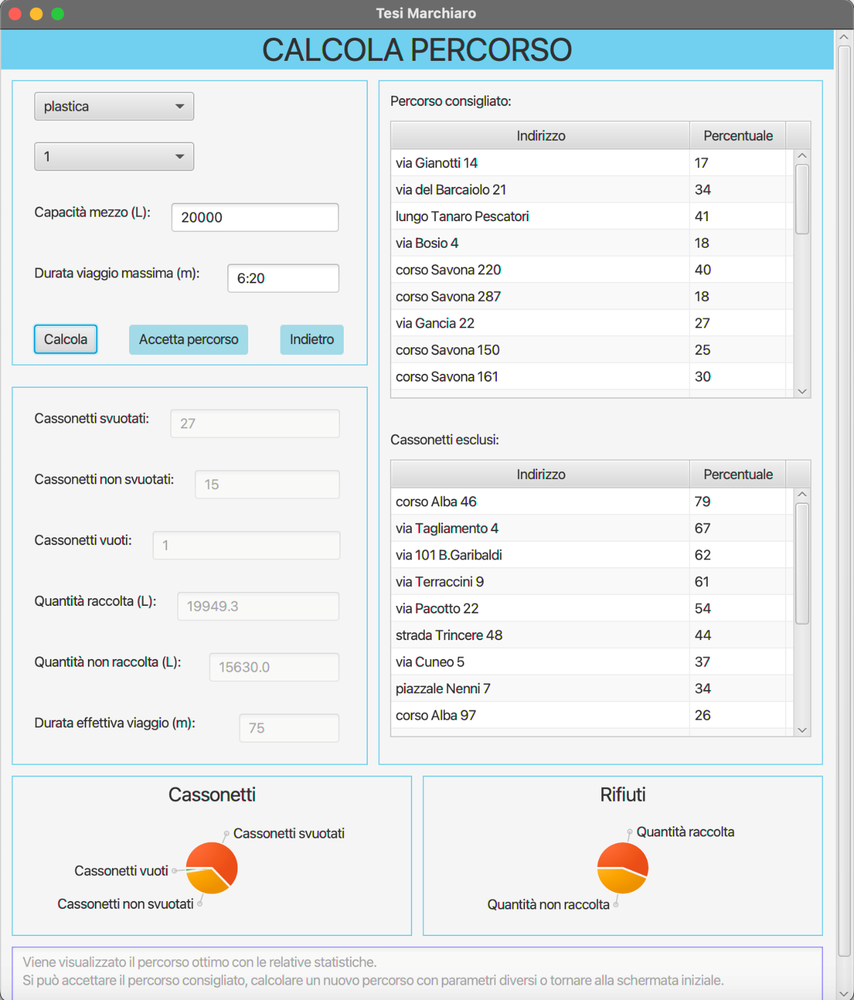 Tesi Marchiaro
CALCOLA PERCORSO
plastica
1
Capacità mezzo (L): 20000
Durata viaggio massima (m): 6:20
Calcola Accetta percorso Indietro
Cassonetti svuotati: 27
Cassonetti non svuotati: 15
Cassonetti vuoti: 1
Quantità raccolta (L): 19949.3
Quantità non raccolta (L): 15630.0
Durata effettiva viaggio (m): 75
Percorso consigliato:
Indirizzo Percentuale
via Gianotti 14 17
via del Barcaiolo 21 34
lungo Tanaro Pescatori 41
via Bosio 4 18
corso Savona 220 40
corso Savona 287 18
via Gancia 22 27
corso Savona 150 25
corso Savona 161 30
Cassonetti esclusi:
Indirizzo Percentuale
corso Alba 46 79
via Tagliamento 4 67
via 101 B.Garibaldi 62
via Terraccini 9 61
via Pacotto 22 54
strada Trincere 48 44
via Cuneo 5 37
piazzale Nenni 7 34
corso Alba 97 26
Cassonetti
Cassonetti svuotati
Cassonetti vuoti
Cassonetti non svuotati
Rifiuti
Quantità raccolta
Quantità non raccolta
Viene visualizzato il percorso ottimo con le relative statistiche.
Si può accettare il percorso consigliato, calcolare un nuovo percorso con parametri diversi o tornare alla schermata iniziale.